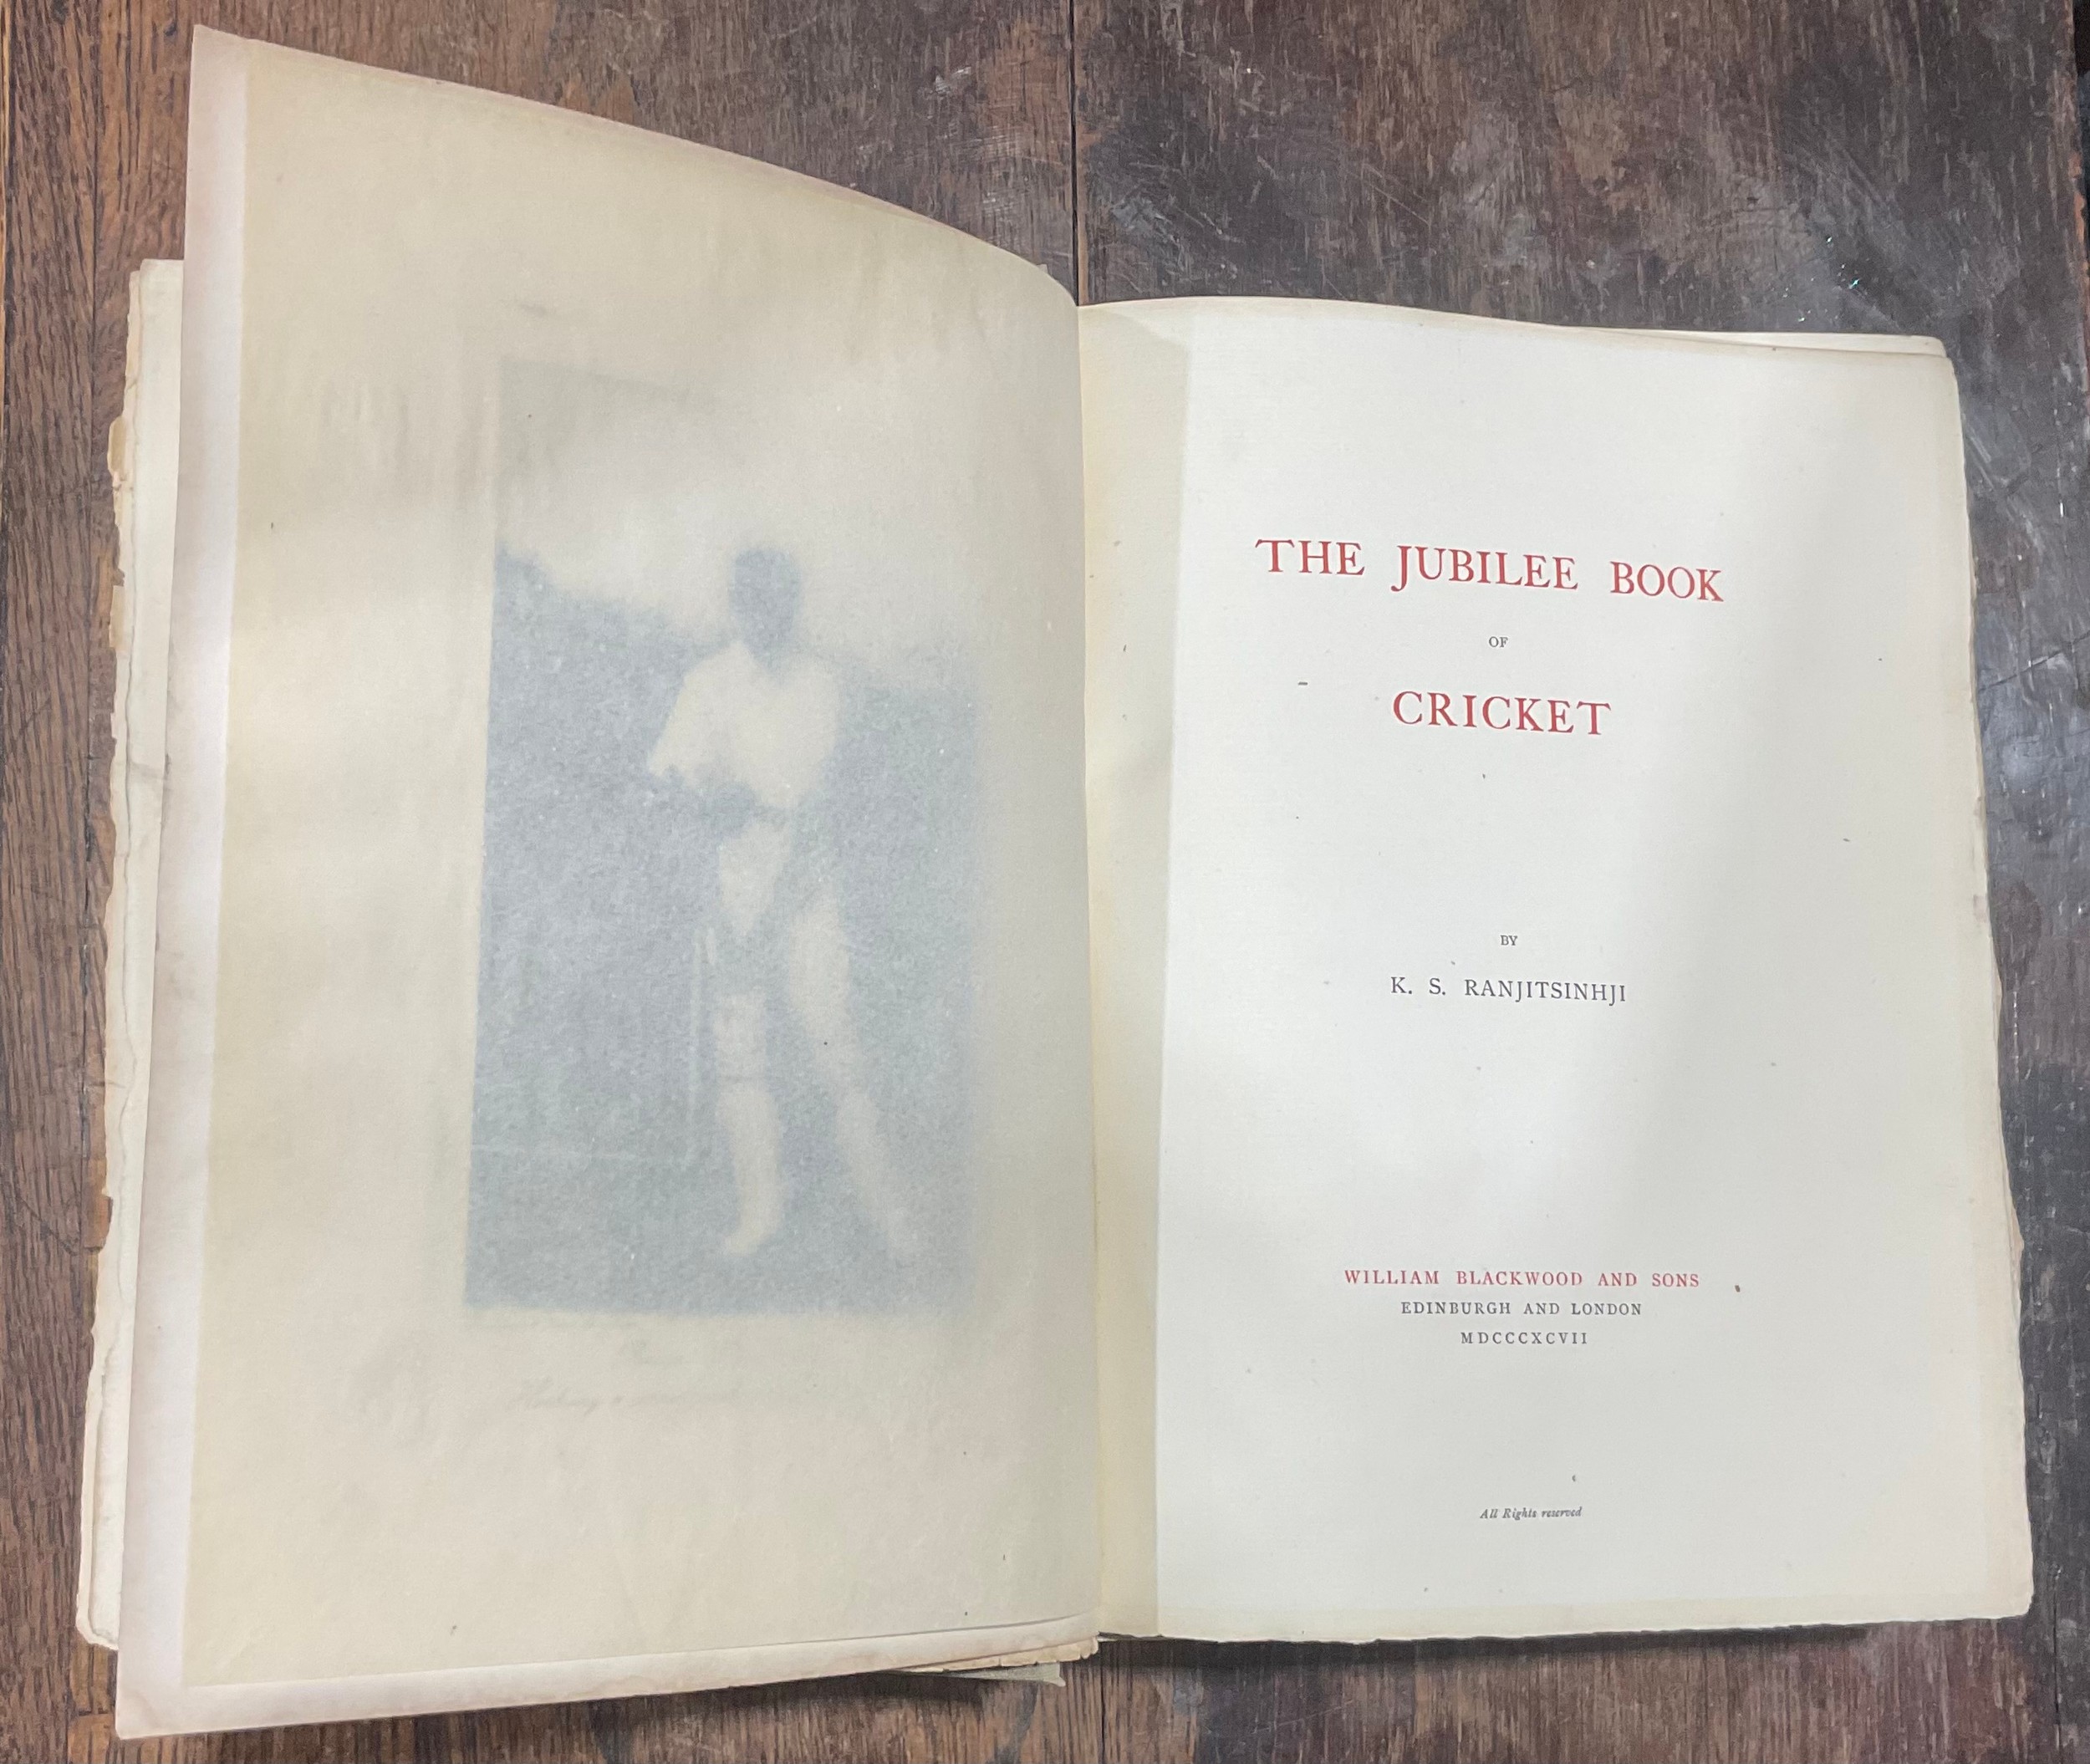 THE JUBILEE BOOK
OF
CRICKET
BY
K. S. RANJITSINHJI
WILLIAM BLACKWOOD AND SONS
EDINBURGH AND LONDON
MDCCCXCVII
All Rights reserved